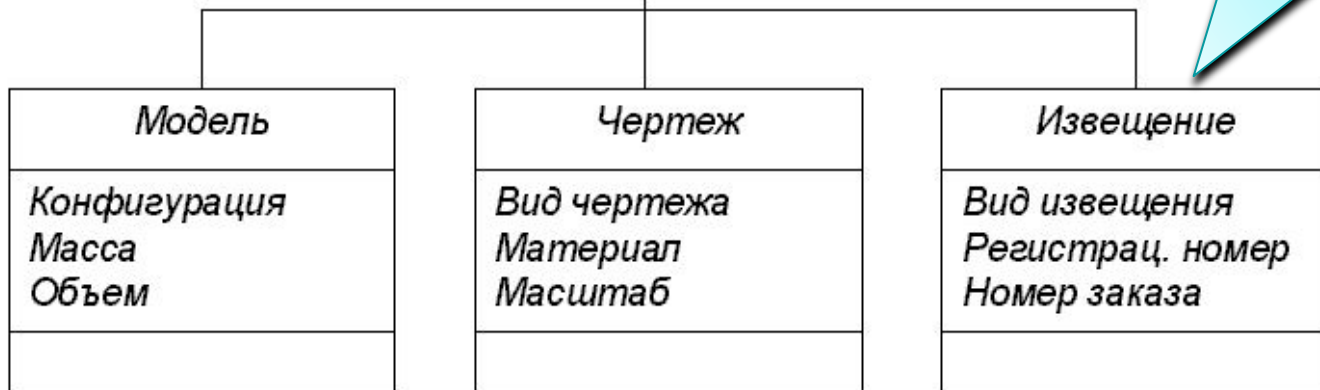 Модель
Конфигурация
Масса
Объем
Чертеж
Вид чертежа
Материал
Масштаб
Извещение
Вид извещения
Регистрац. номер
Номер заказа